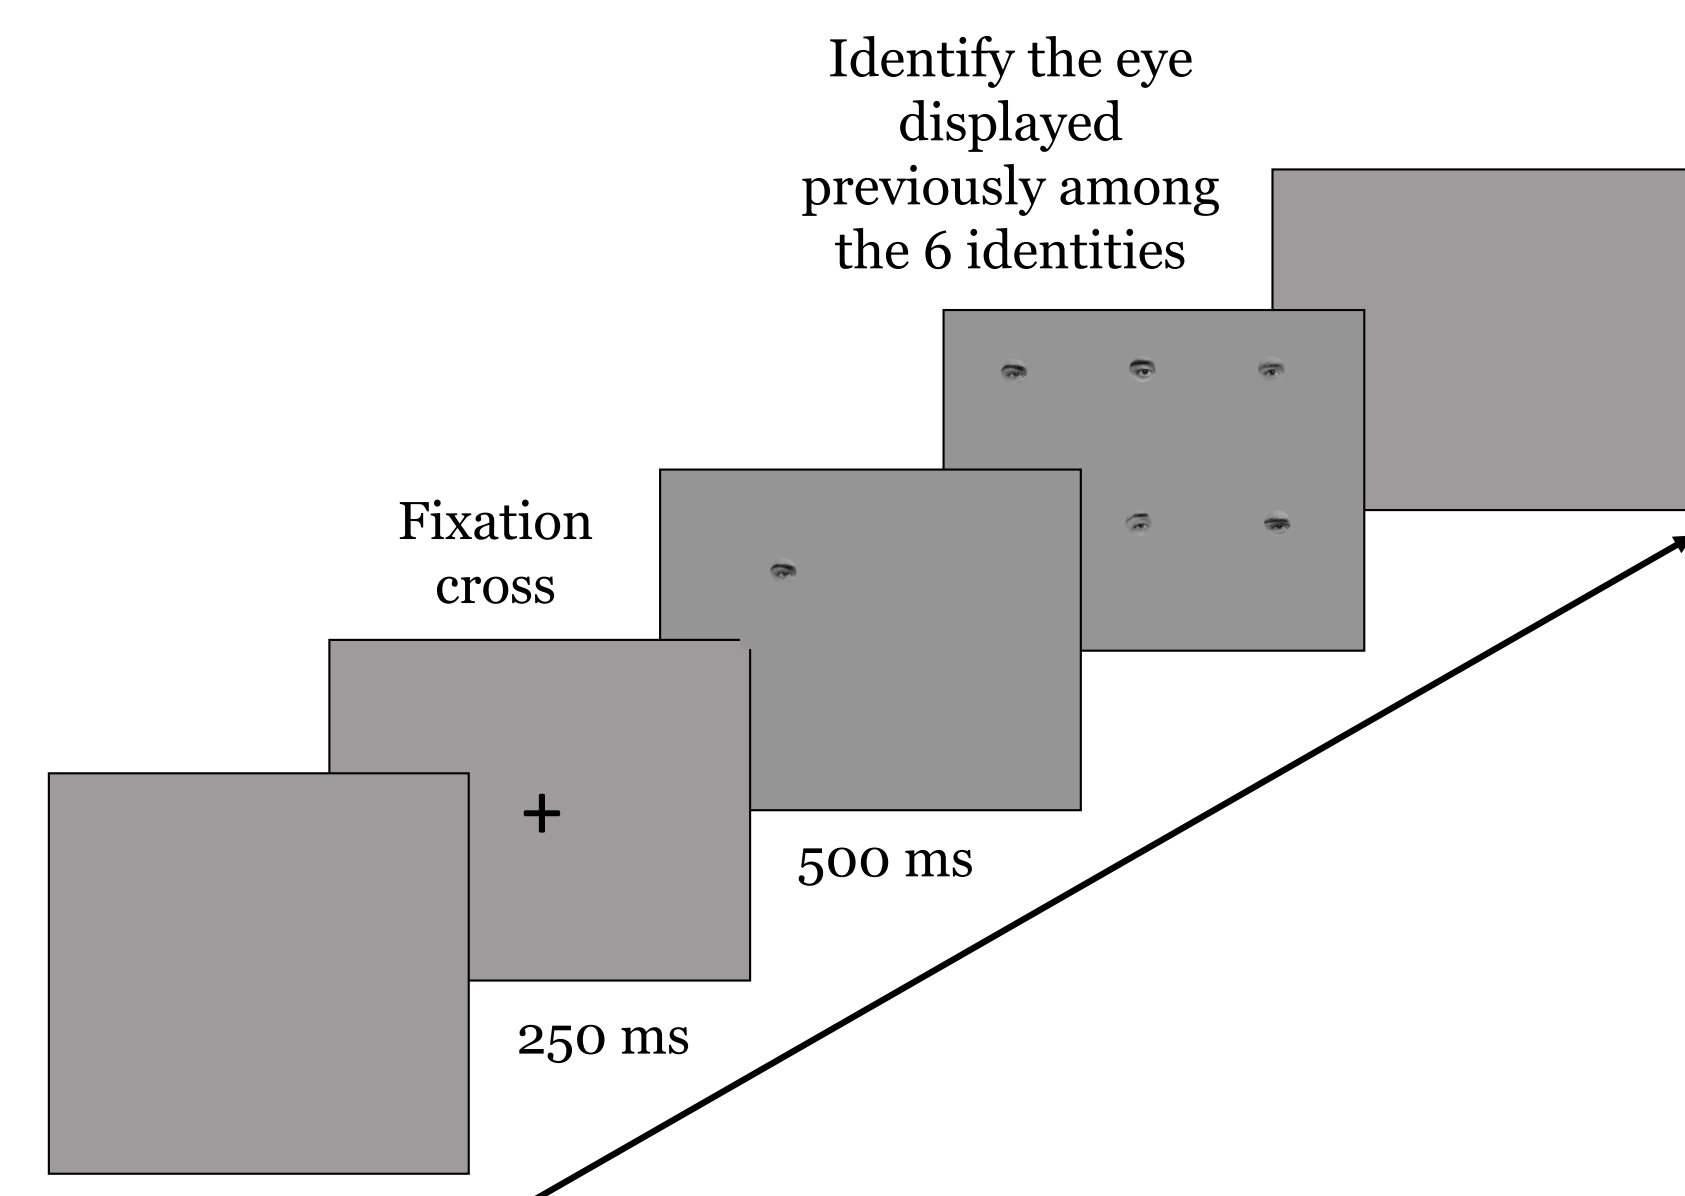 Identify the eye
displayed
previously among
the 6 identities
Fixation
cross
500 ms
250 ms